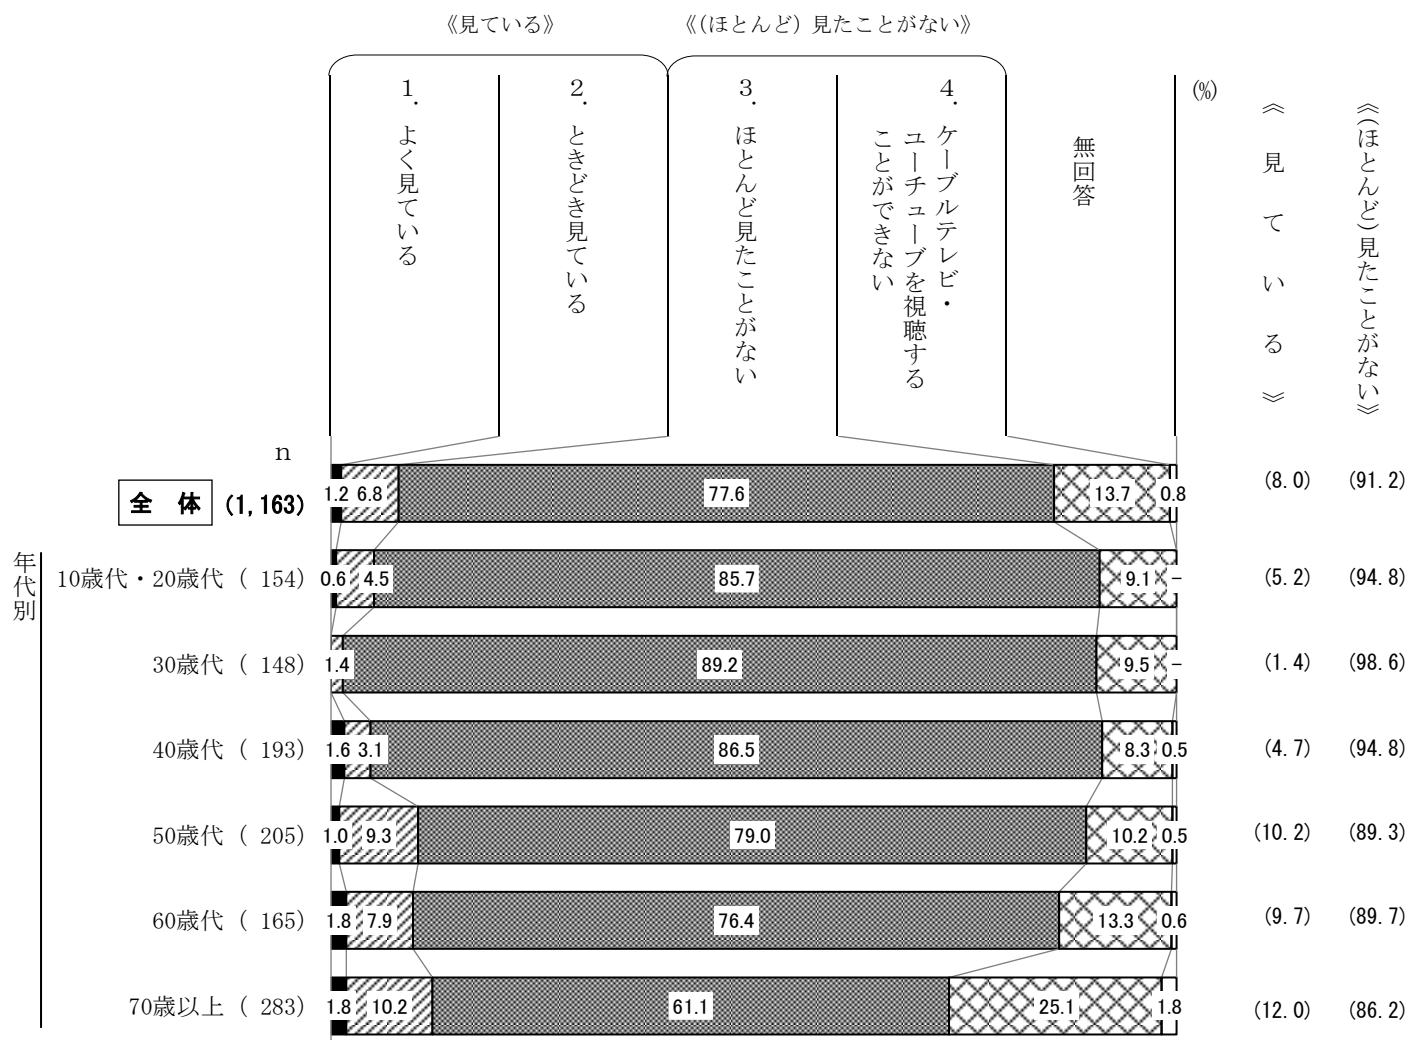 《見ている》 《(ほとんど) 見たことがない》
1. よく見ている
2. ときどき見ている
3. ほとんど見たことがない
4. ケーブルテレビ・
ユーチューブを視聴する
ことができない
無回答
(%)
《見ている》
《(ほとんど)見たことがない》
n
全 体 (1,163) 1.2 6.8 77.6 13.7 0.8 (8.0) (91.2)
年代別
10歳代・20歳代 ( 154) 0.6 4.5 85.7 9.1 - (5.2) (94.8)
30歳代 ( 148) 1.4 89.2 9.5 - (1.4) (98.6)
40歳代 ( 193) 1.6 3.1 86.5 8.3 0.5 (4.7) (94.8)
50歳代 ( 205) 1.0 9.3 79.0 10.2 0.5 (10.2) (89.3)
60歳代 ( 165) 1.8 7.9 76.4 13.3 0.6 (9.7) (89.7)
70歳以上 ( 283) 1.8 10.2 61.1 25.1 1.8 (12.0) (86.2)